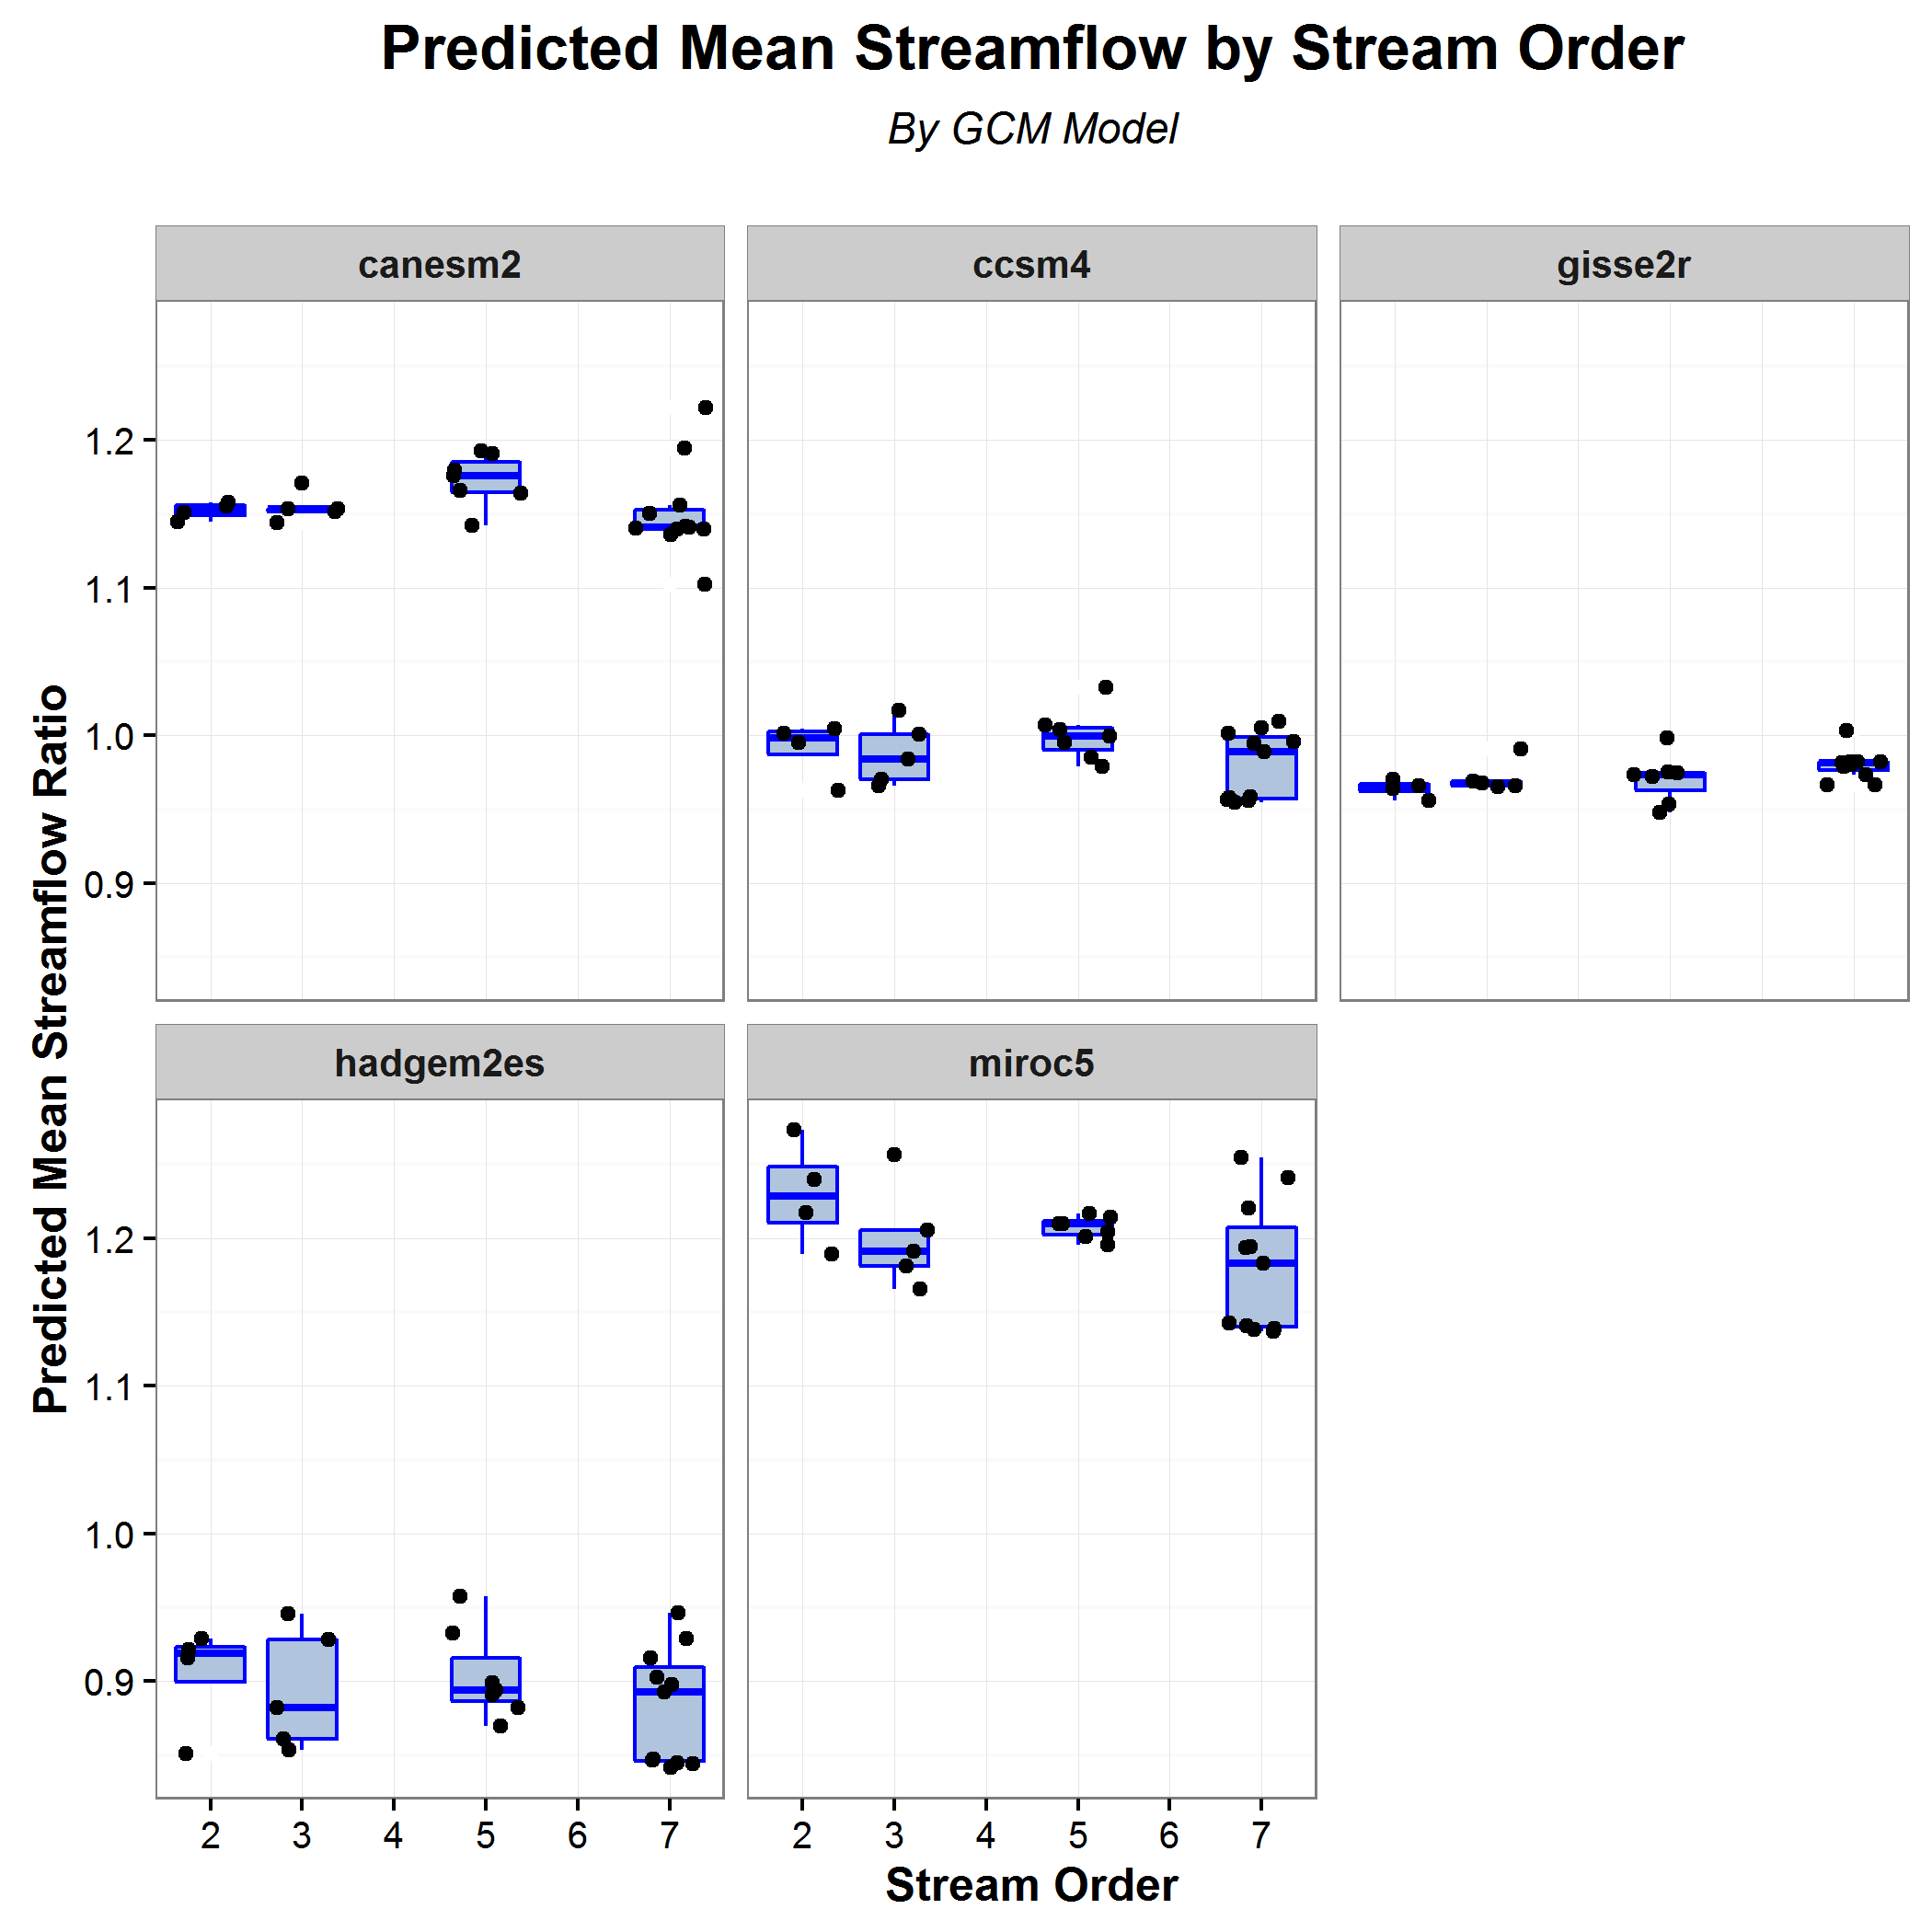 Predicted Mean Streamflow by Stream Order
By GCM Model
canesm2
ccsm4
gisse2r
1.2
1.1
1.0
0.9
Predicted Mean Streamflow Ratio
hadgem2es
miroc5
1.2
1.1
1.0
0.9
2 3 4 5 6 7
2 3 4 5 6 7
Stream Order